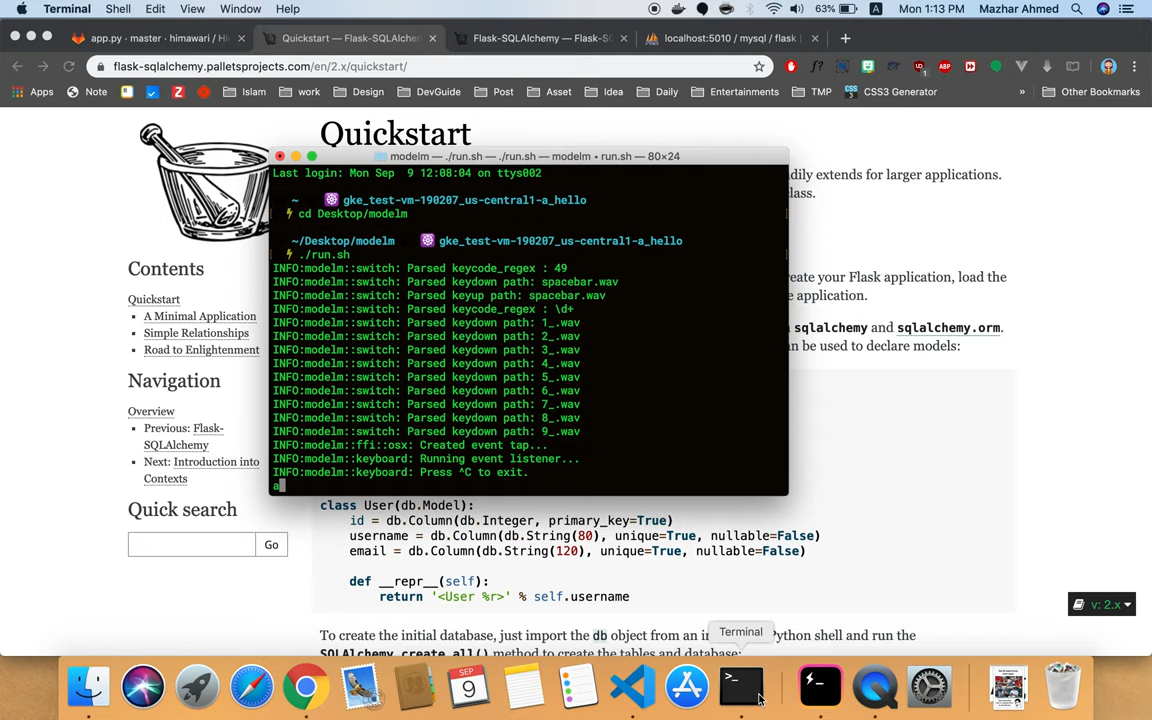 Terminal Shell Edit View Window Help 63% A Mon 1:13 PM Mazhar Ahmed
app.py · master · himawari / Hi
Quickstart — Flask-SQLAlchem
Flask-SQLAlchemy — Flask-SC
localhost:5010 / mysql / flask
flask-sqlalchemy.palletsprojects.com/en/2.x/quickstart/
Apps Note Islam work Design DevGuide Post Asset Idea Daily Entertainments TMP CSS3 Generator » Other Bookmarks
Quickstart
modelm — ./run.sh — ./run.sh — modelm • run.sh — 80×24
Last login: Mon Sep  9 12:08:04 on ttys002
~ gke_test-vm-190207_us-central1-a_hello
cd Desktop/modelm
~/Desktop/modelm gke_test-vm-190207_us-central1-a_hello
./run.sh
INFO:modelm::switch: Parsed keycode_regex : 49
INFO:modelm::switch: Parsed keydown path: spacebar.wav
INFO:modelm::switch: Parsed keyup path: spacebar.wav
INFO:modelm::switch: Parsed keycode_regex : \d+
INFO:modelm::switch: Parsed keydown path: 1_.wav
INFO:modelm::switch: Parsed keydown path: 2_.wav
INFO:modelm::switch: Parsed keydown path: 3_.wav
INFO:modelm::switch: Parsed keydown path: 4_.wav
INFO:modelm::switch: Parsed keydown path: 5_.wav
INFO:modelm::switch: Parsed keydown path: 6_.wav
INFO:modelm::switch: Parsed keydown path: 7_.wav
INFO:modelm::switch: Parsed keydown path: 8_.wav
INFO:modelm::switch: Parsed keydown path: 9_.wav
INFO:modelm::ffi::osx: Created event tap...
INFO:modelm::keyboard: Running event listener...
INFO:modelm::keyboard: Press ^C to exit.
a
dily extends for larger applications.
class.
create your Flask application, load the
e application.
sqlalchemy and sqlalchemy.orm.
can be used to declare models:
Contents
Quickstart
A Minimal Application
Simple Relationships
Road to Enlightenment
Navigation
Overview
Previous: Flask-
SQLAlchemy
Next: Introduction into
Contexts
Quick search
Go
class User(db.Model):
id = db.Column(db.Integer, primary_key=True)
username = db.Column(db.String(80), unique=True, nullable=False)
email = db.Column(db.String(120), unique=True, nullable=False)
def __repr__(self):
return '<User %r>' % self.username
v: 2.x
To create the initial database, just import the db object from an in Python shell and run the
SQLAlchemy.create_all() method to create the tables and database:
Terminal
SEP
9